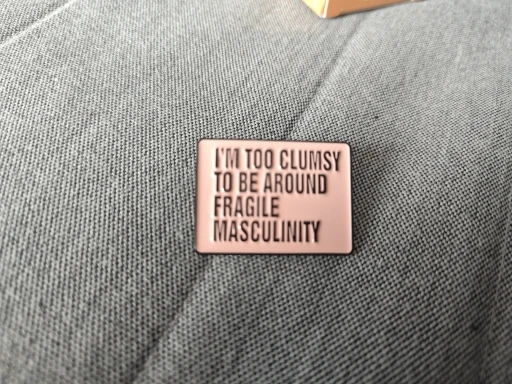 I'M TOO CLUMSY
TO BE AROUND
FRAGILE
MASCULINITY